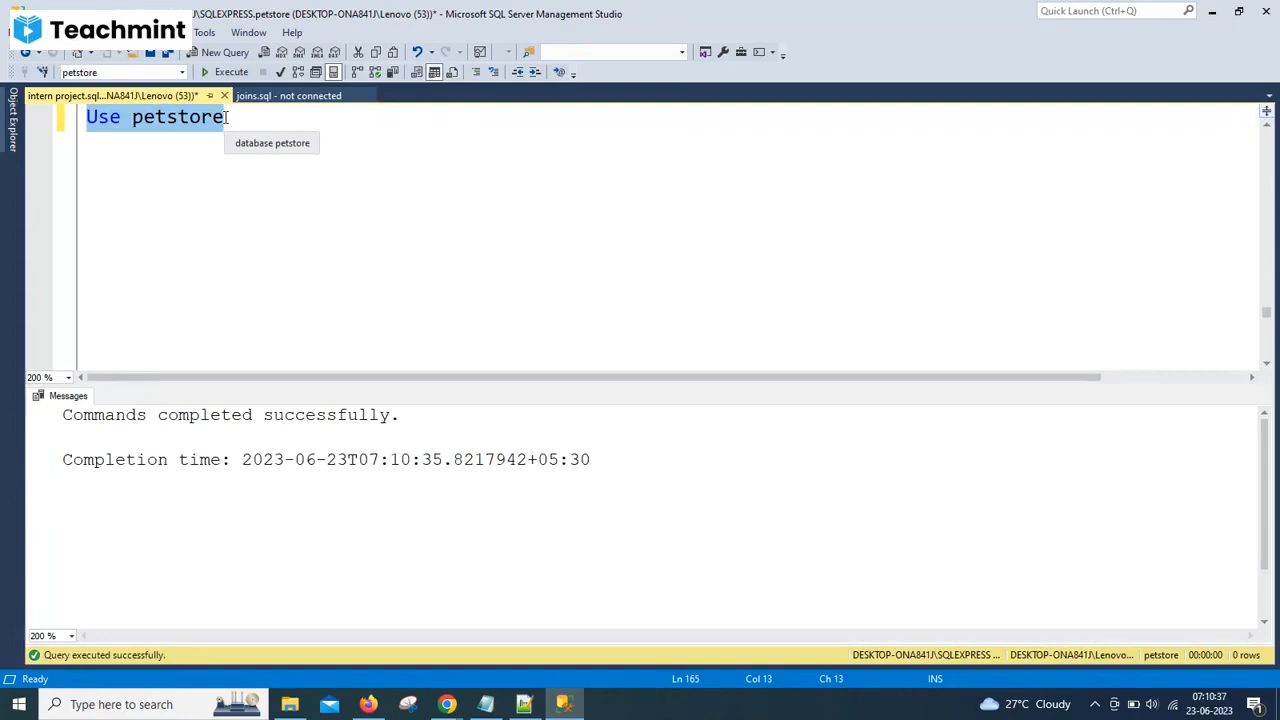 J\SQLEXPRESS.petstore (DESKTOP-ONA841J\Lenovo (53))* - Microsoft SQL Server Management Studio
Quick Launch (Ctrl+Q)
Teachmint
Tools Window Help
New Query
petstore Execute
intern project.sql...NA841J\Lenovo (53))* joins.sql - not connected
Object Explorer
Use petstore
database petstore
200 %
Messages
Commands completed successfully.
Completion time: 2023-06-23T07:10:35.8217942+05:30
200 %
Query executed successfully. DESKTOP-ONA841J\SQLEXPRESS ... DESKTOP-ONA841J\Lenovo... petstore 00:00:00 0 rows
Ready Ln 165 Col 13 Ch 13 INS
Type here to search 27°C Cloudy 07:10:37
23-06-2023